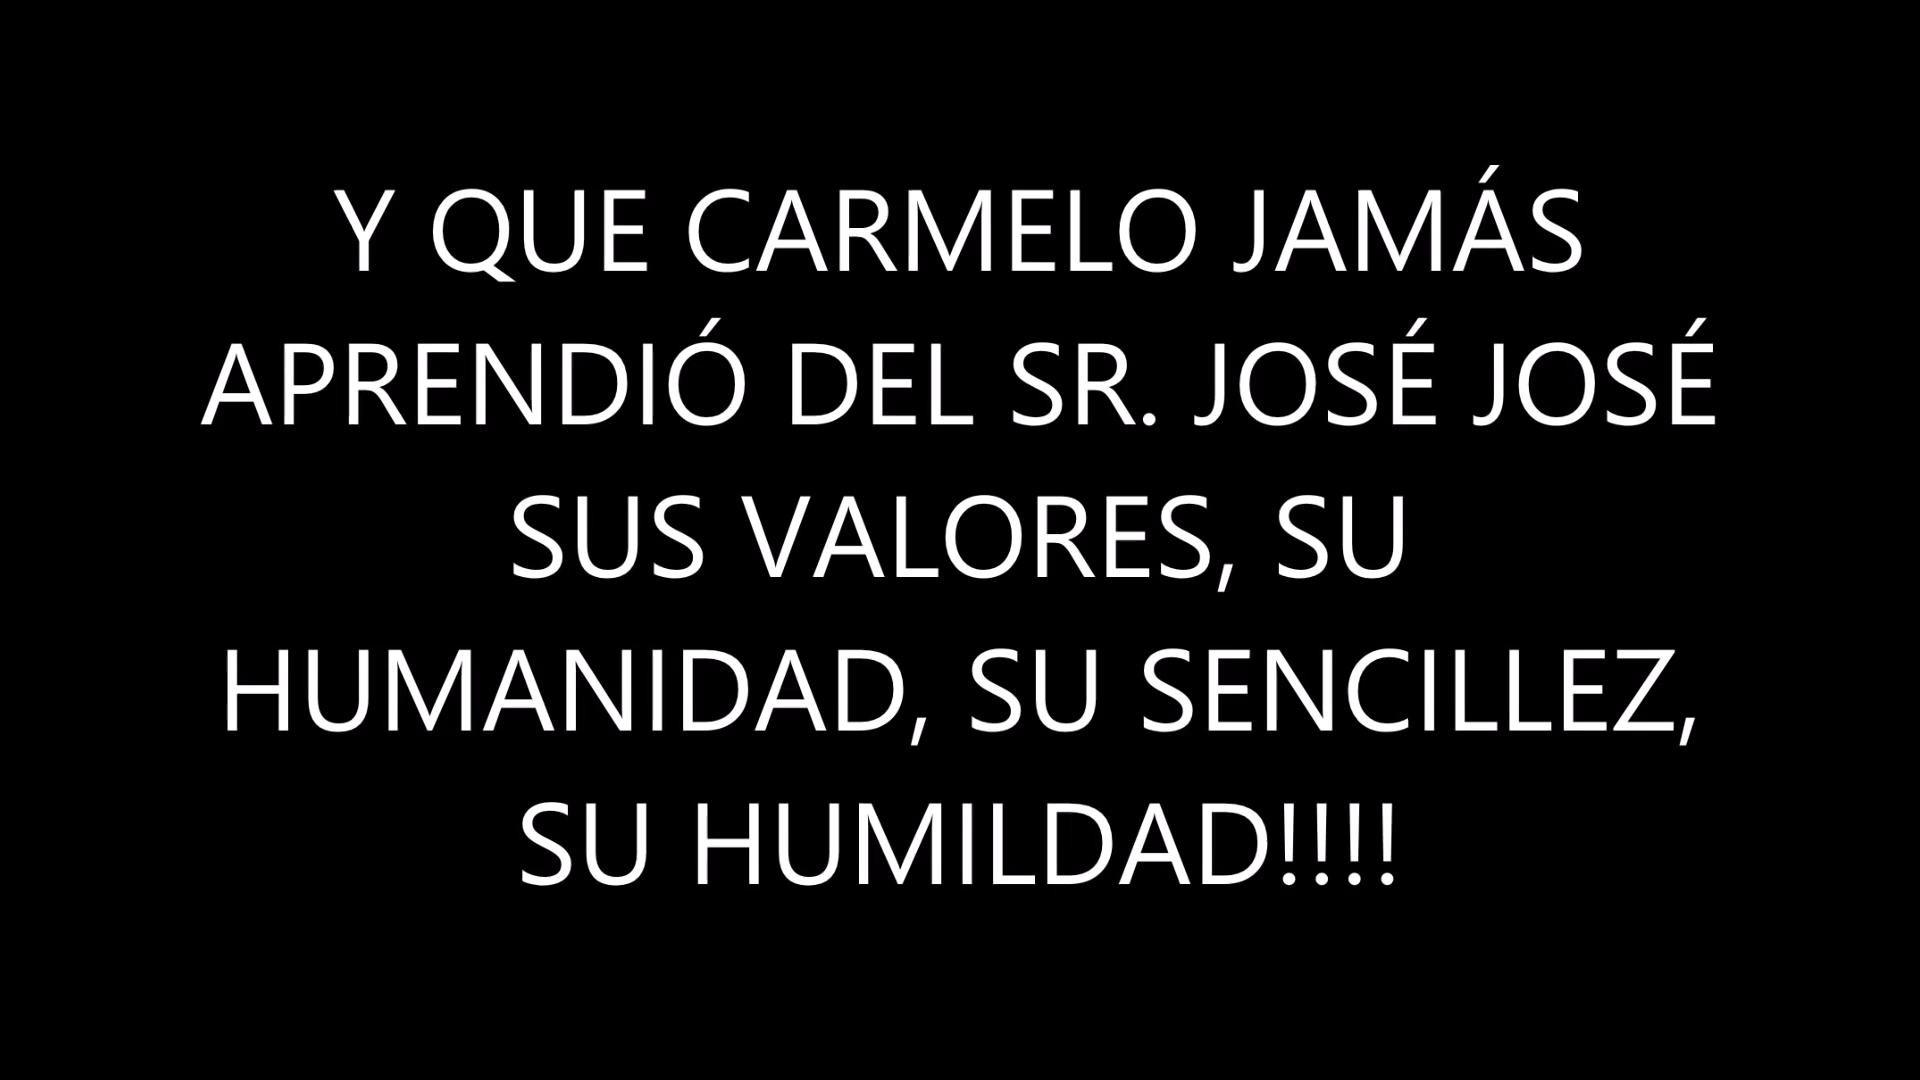 Y QUE CARMELO JAMÁS
APRENDIÓ DEL SR. JOSÉ JOSÉ
SUS VALORES, SU
HUMANIDAD, SU SENCILLEZ,
SU HUMILDAD!!!!